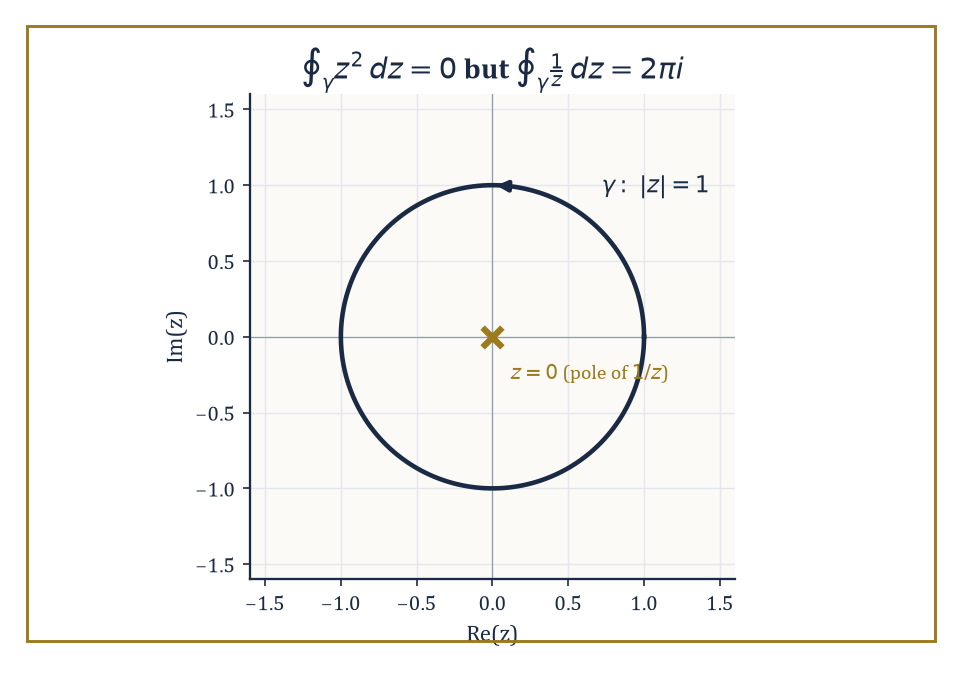 ∮_γ z² dz = 0 but ∮_γ 1/z dz = 2πi
1.5
1.0
γ : |z| = 1
0.5
Im(z)
0.0
z = 0 (pole of 1/z)
−0.5
−1.0
−1.5
−1.5 −1.0 −0.5 0.0 0.5 1.0 1.5
Re(z)